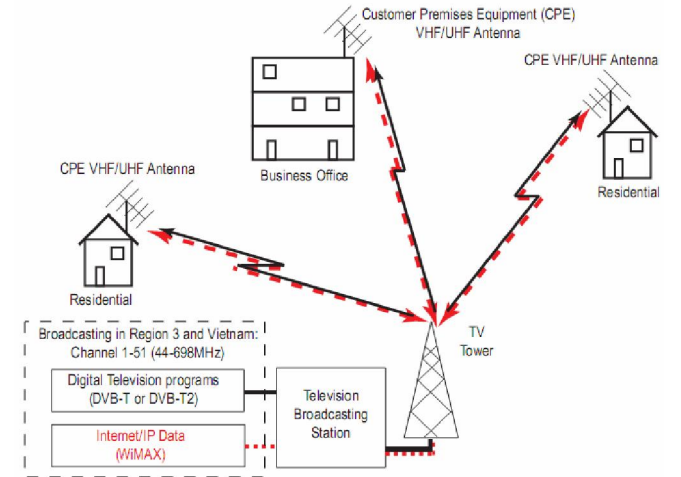 Customer Premises Equipment (CPE)
VHF/UHF Antenna
CPE VHF/UHF Antenna
Business Office
Residential
CPE VHF/UHF Antenna
Residential
TV
Tower
Broadcasting in Region 3 and Vietnam:
Channel 1-51 (44-698MHz)
Digital Television programs
(DVB-T or DVB-T2)
Television
Broadcasting
Station
Internet/IP Data
(WiMAX)